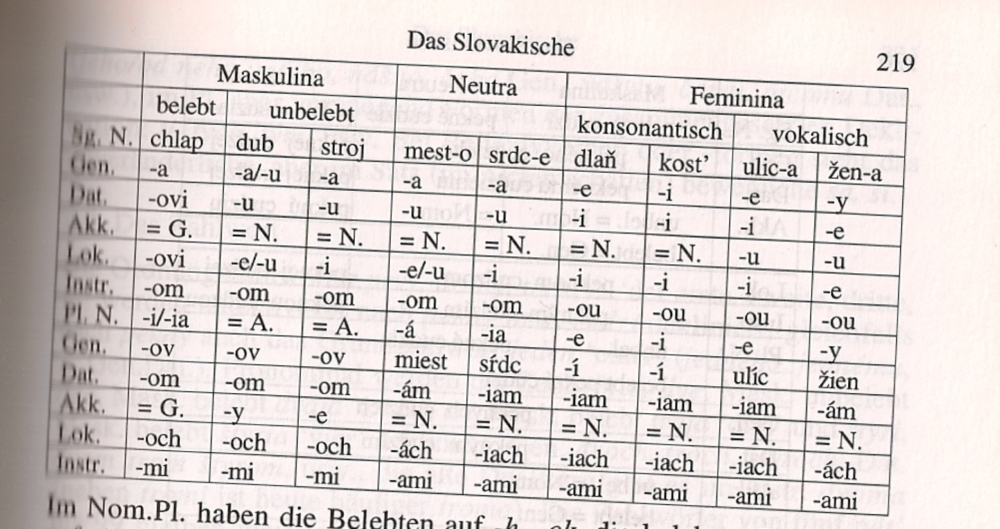 Das Slovakische
219
Maskulina Neutra Feminina
belebt unbelebt konsonantisch vokalisch
Sg. N. chlap dub stroj mest-o srdc-e dlaň kost’ ulic-a žen-a
Gen. -a -a/-u -a -a -a -e -i -e -y
Dat. -ovi -u -u -u -u -i -i -i -e
Akk. = G. = N. = N. = N. = N. = N. = N. -u -u
Lok. -ovi -e/-u -i -e/-u -i -i -i -i -e
Instr. -om -om -om -om -om -ou -ou -ou -ou
Pl. N. -i/-ia = A. = A. -á -ia -e -i -e -y
Gen. -ov -ov -ov miest sŕdc -í -í ulíc žien
Dat. -om -om -om -ám -iam -iam -iam -iam -ám
Akk. = G. -y -e = N. = N. = N. = N. = N. = N.
Lok. -och -och -och -ách -iach -iach -iach -iach -ách
Instr. -mi -mi -mi -ami -ami -ami -ami -ami -ami
Im Nom.Pl. haben die Belebten auf